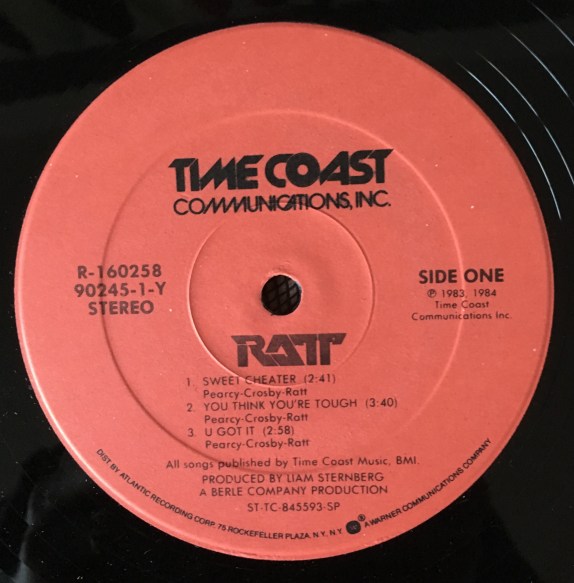 TIME COAST
COMMUNICATIONS, INC.
R-160258
90245-1-Y
STEREO
SIDE ONE
℗ 1983, 1984
Time Coast
Communications Inc.
RATT
1. SWEET CHEATER (2:41)
Pearcy-Crosby-Ratt
2. YOU THINK YOU'RE TOUGH (3:40)
Pearcy-Crosby-Ratt
3. U GOT IT (2:58)
Pearcy-Crosby-Ratt
All songs published by Time Coast Music, BMI.
PRODUCED BY LIAM STERNBERG
A BERLE COMPANY PRODUCTION
ST-TC-845593-SP
DIST BY ATLANTIC RECORDING CORP. 75 ROCKEFELLER PLAZA N.Y. N.Y. A WARNER COMMUNICATIONS COMPANY